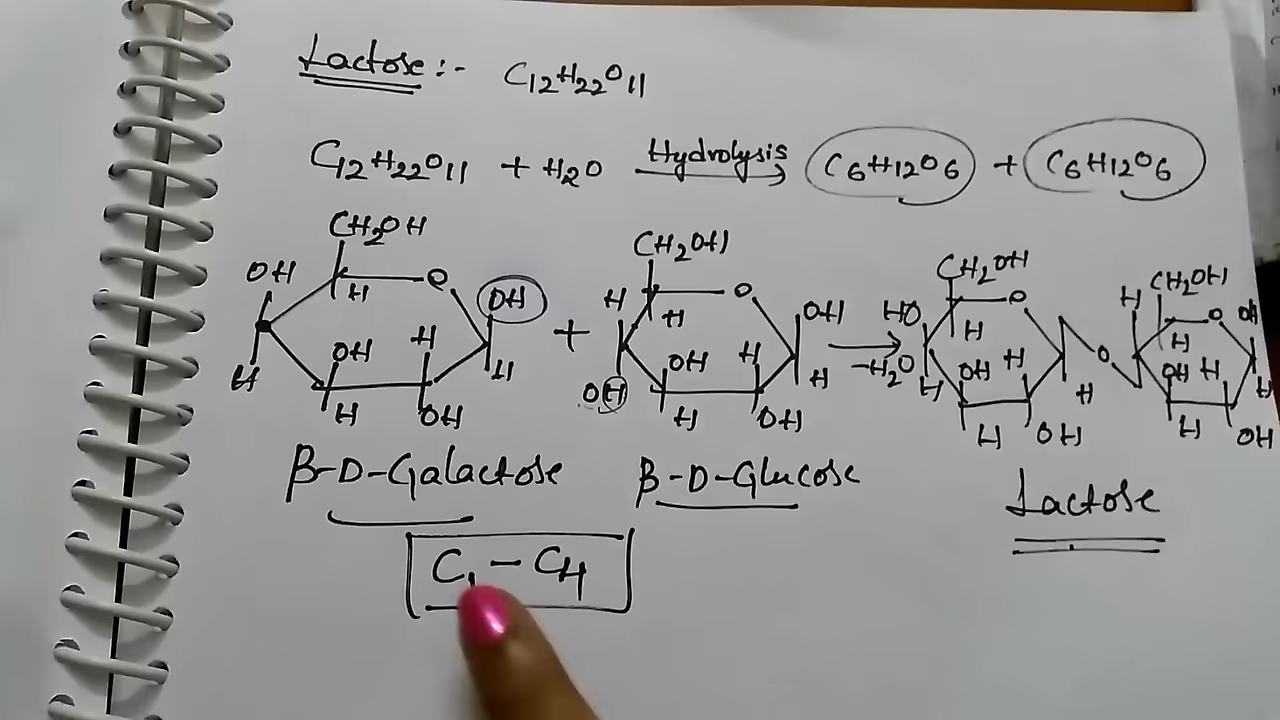 Lactose :- C12H22O11
C12H22O11 + H2O Hydrolysis C6H12O6 + C6H12O6
CH2OH CH2OH CH2OH CH2OH
OH O OH H O OH HO O H O OH
H H H H
OH H OH H OH H O OH H
+ -H2O
H H OH H H H H
H OH H OH H OH H OH
β-D-Galactose β-D-Glucose Lactose
C1-C4